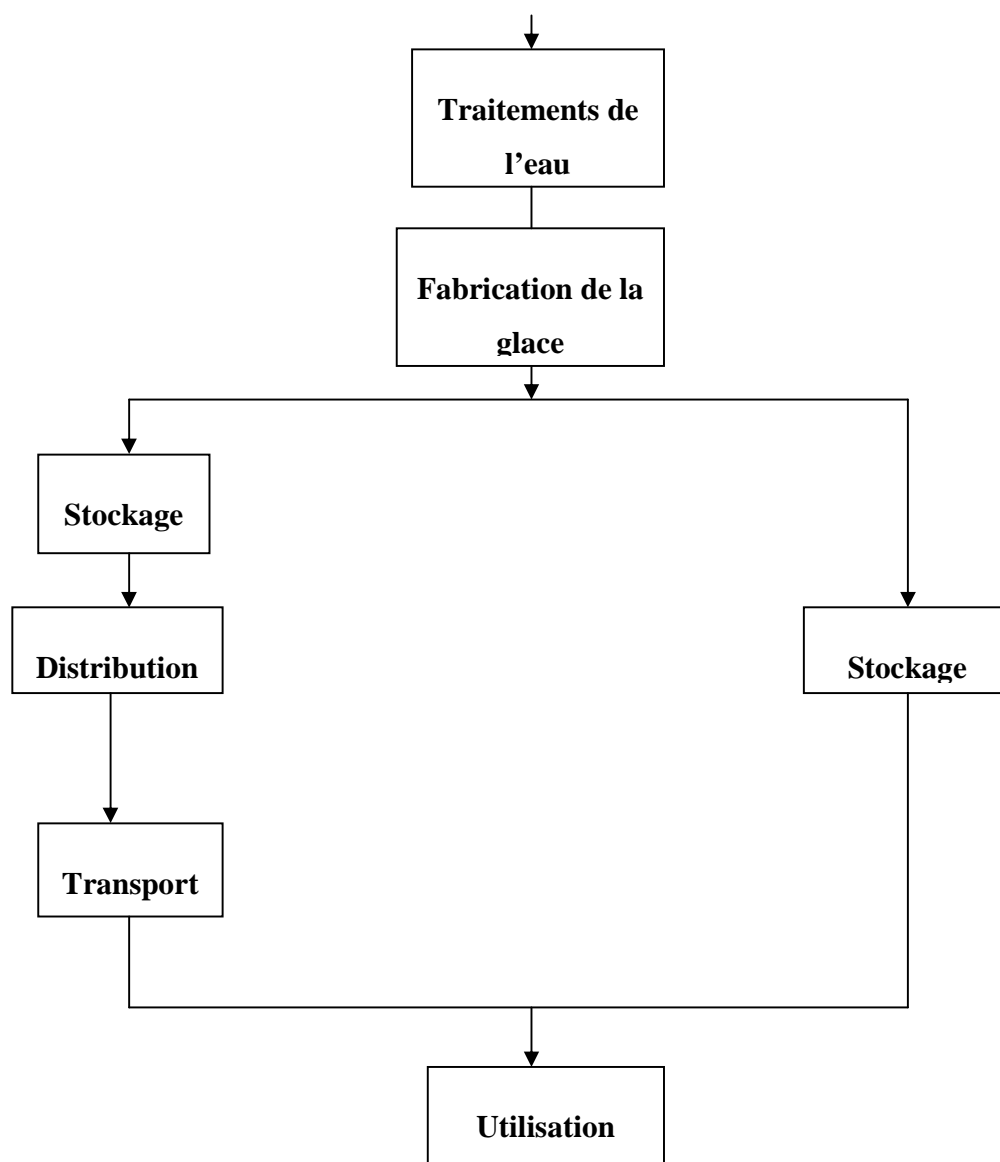 Traitements de
l’eau
Fabrication de la
glace
Stockage
Distribution
Stockage
Transport
Utilisation